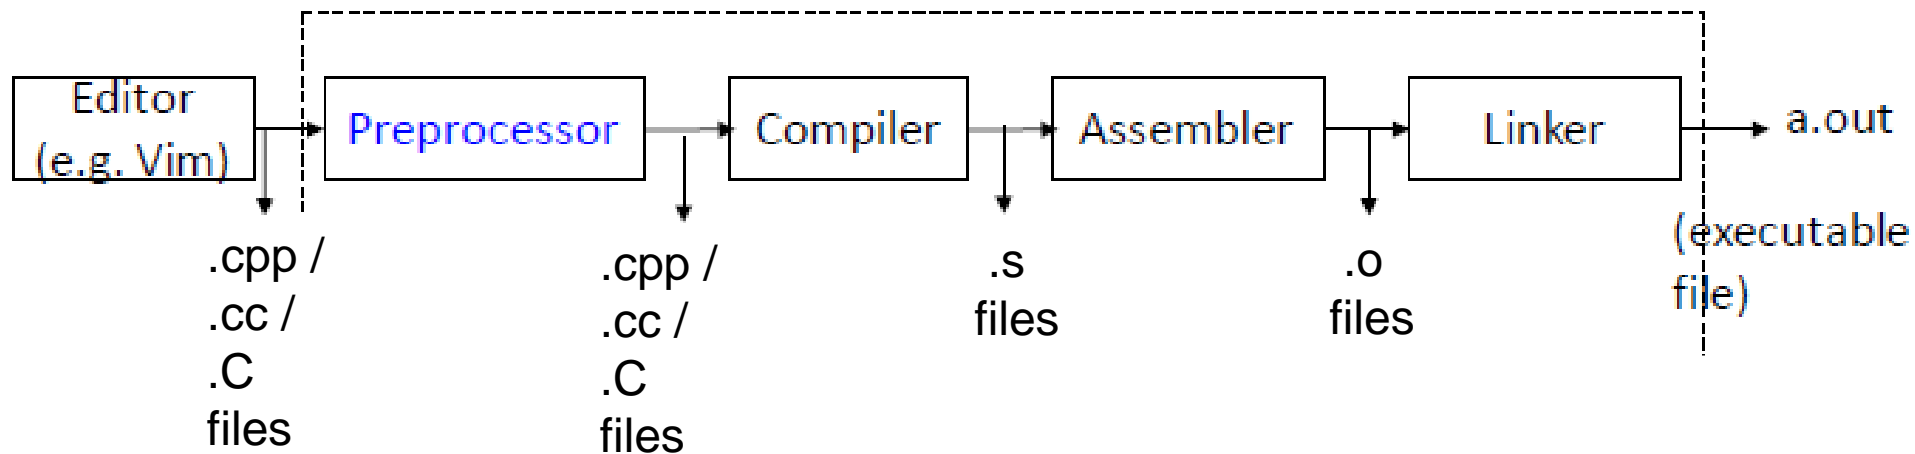 Editor
(e.g. Vim)
Preprocessor
Compiler
Assembler
Linker
a.out
(executable
file)
.cpp /
.cc /
.C
files
.cpp /
.cc /
.C
files
.s
files
.o
files